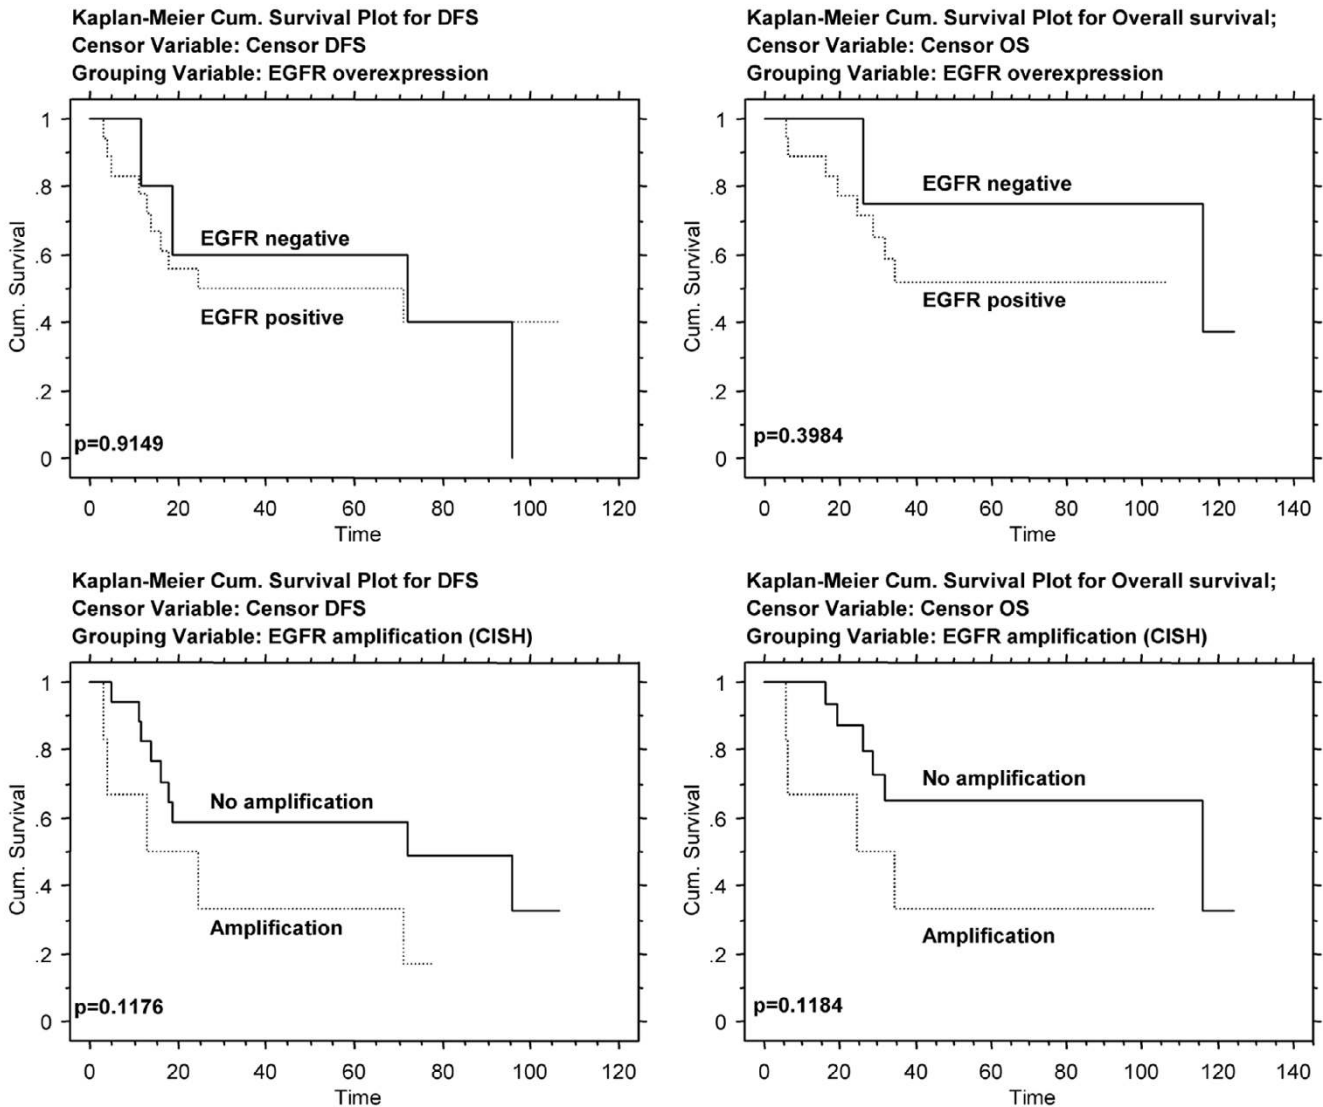 Kaplan-Meier Cum. Survival Plot for DFS
Censor Variable: Censor DFS
Grouping Variable: EGFR overexpression
1
.8
.6
.4
.2
0
Cum. Survival
EGFR negative
EGFR positive
p=0.9149
0 20 40 60 80 100 120
Time
Kaplan-Meier Cum. Survival Plot for Overall survival;
Censor Variable: Censor OS
Grouping Variable: EGFR overexpression
1
.8
.6
.4
.2
0
Cum. Survival
EGFR negative
EGFR positive
p=0.3984
0 20 40 60 80 100 120 140
Time
Kaplan-Meier Cum. Survival Plot for DFS
Censor Variable: Censor DFS
Grouping Variable: EGFR amplification (CISH)
1
.8
.6
.4
.2
0
Cum. Survival
No amplification
Amplification
p=0.1176
0 20 40 60 80 100 120
Time
Kaplan-Meier Cum. Survival Plot for Overall survival;
Censor Variable: Censor OS
Grouping Variable: EGFR amplification (CISH)
1
.8
.6
.4
.2
0
Cum. Survival
No amplification
Amplification
p=0.1184
0 20 40 60 80 100 120 140
Time